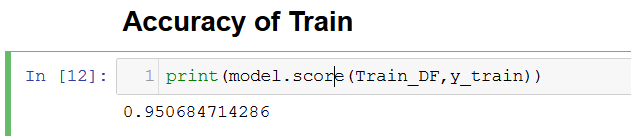 Accuracy of Train
In [12]: 1 print(model.score(Train_DF,y_train))
0.950684714286